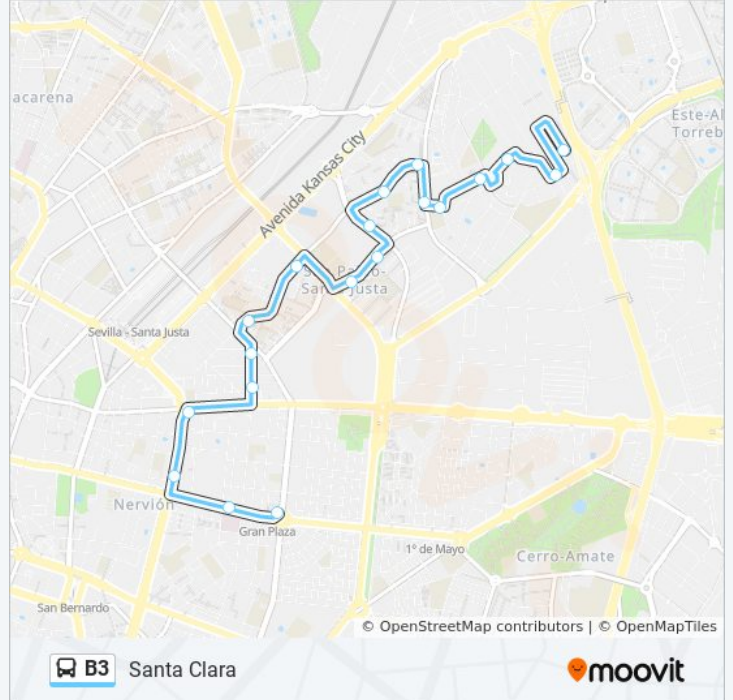 acarena
Este-Al
Torreb
Avenida Kansas City
San Pablo-
Santa Justa
Sevilla - Santa Justa
Nervión
Gran Plaza
1º de Mayo
Cerro-Amate
San Bernardo
© OpenStreetMap contributors | © OpenMapTiles
B3 Santa Clara
moovit